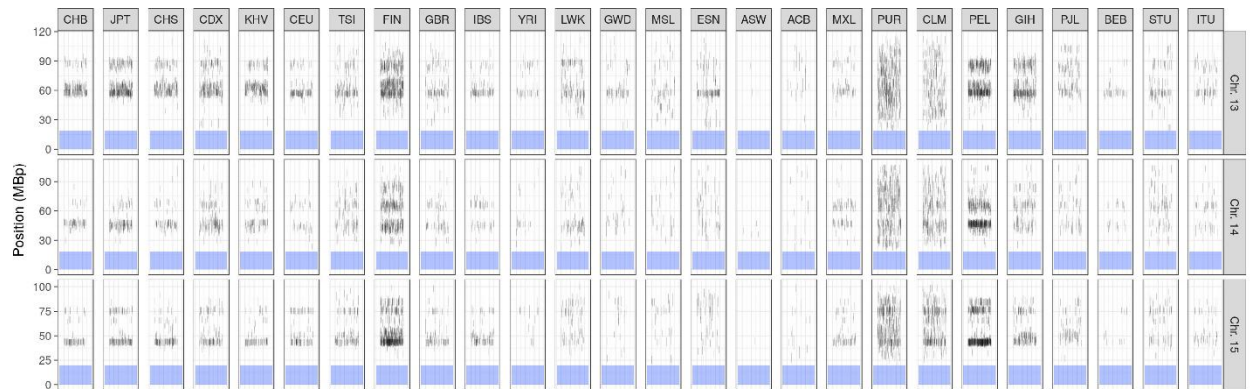 CHB JPT CHS CDX KHV CEU TSI FIN GBR IBS YRI LWK GWD MSL ESN ASW ACB MXL PUR CLM PEL GIH PJL BEB STU ITU
120
90
60
30
0
Chr. 13
90
60
30
0
Chr. 14
100
75
50
25
0
Chr. 15
Position (MBp)